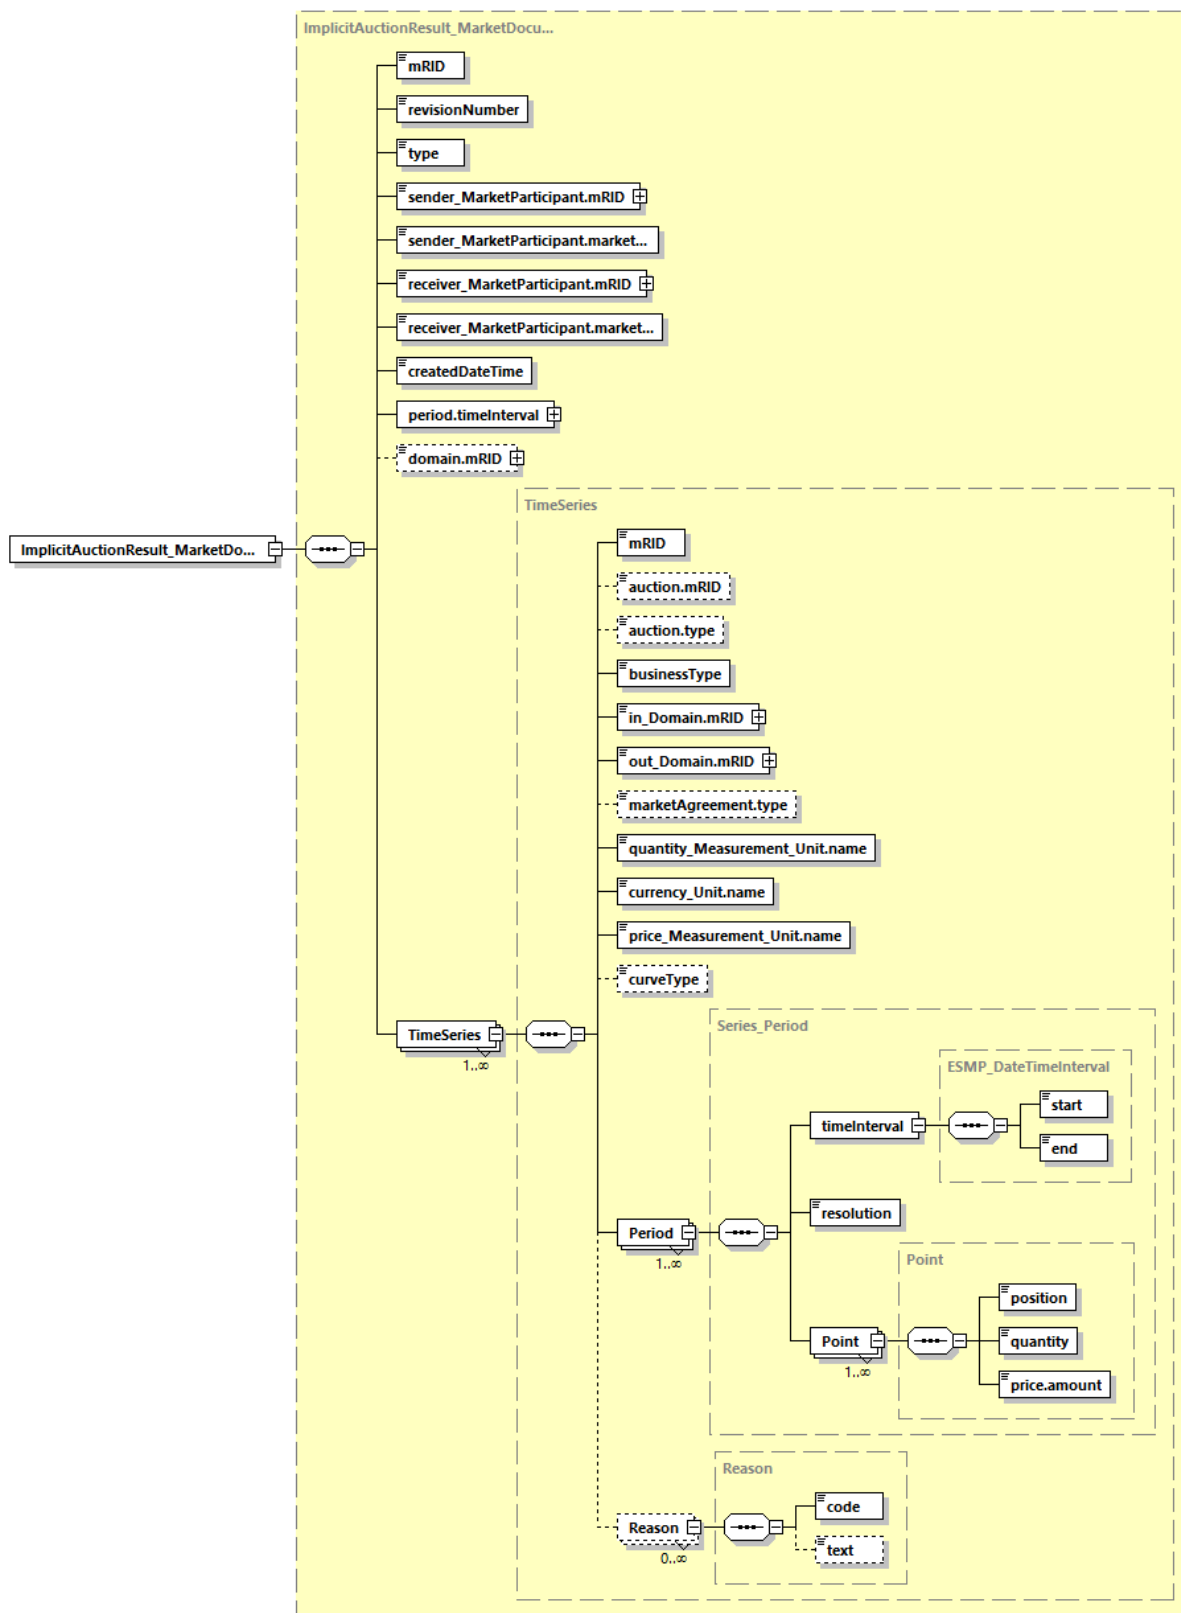 ImplicitAuctionResult_MarketDocu...
mRID
revisionNumber
type
sender_MarketParticipant.mRID
sender_MarketParticipant.market...
receiver_MarketParticipant.mRID
receiver_MarketParticipant.market...
createdDateTime
period.timeInterval
domain.mRID
TimeSeries
ImplicitAuctionResult_MarketDo...
mRID
auction.mRID
auction.type
businessType
in_Domain.mRID
out_Domain.mRID
marketAgreement.type
quantity_Measurement_Unit.name
currency_Unit.name
price_Measurement_Unit.name
curveType
TimeSeries
1..∞
Series_Period
ESMP_DateTimeInterval
start
timeInterval
end
resolution
Period
1..∞
Point
position
Point
quantity
1..∞
price.amount
Reason
code
Reason
text
0..∞